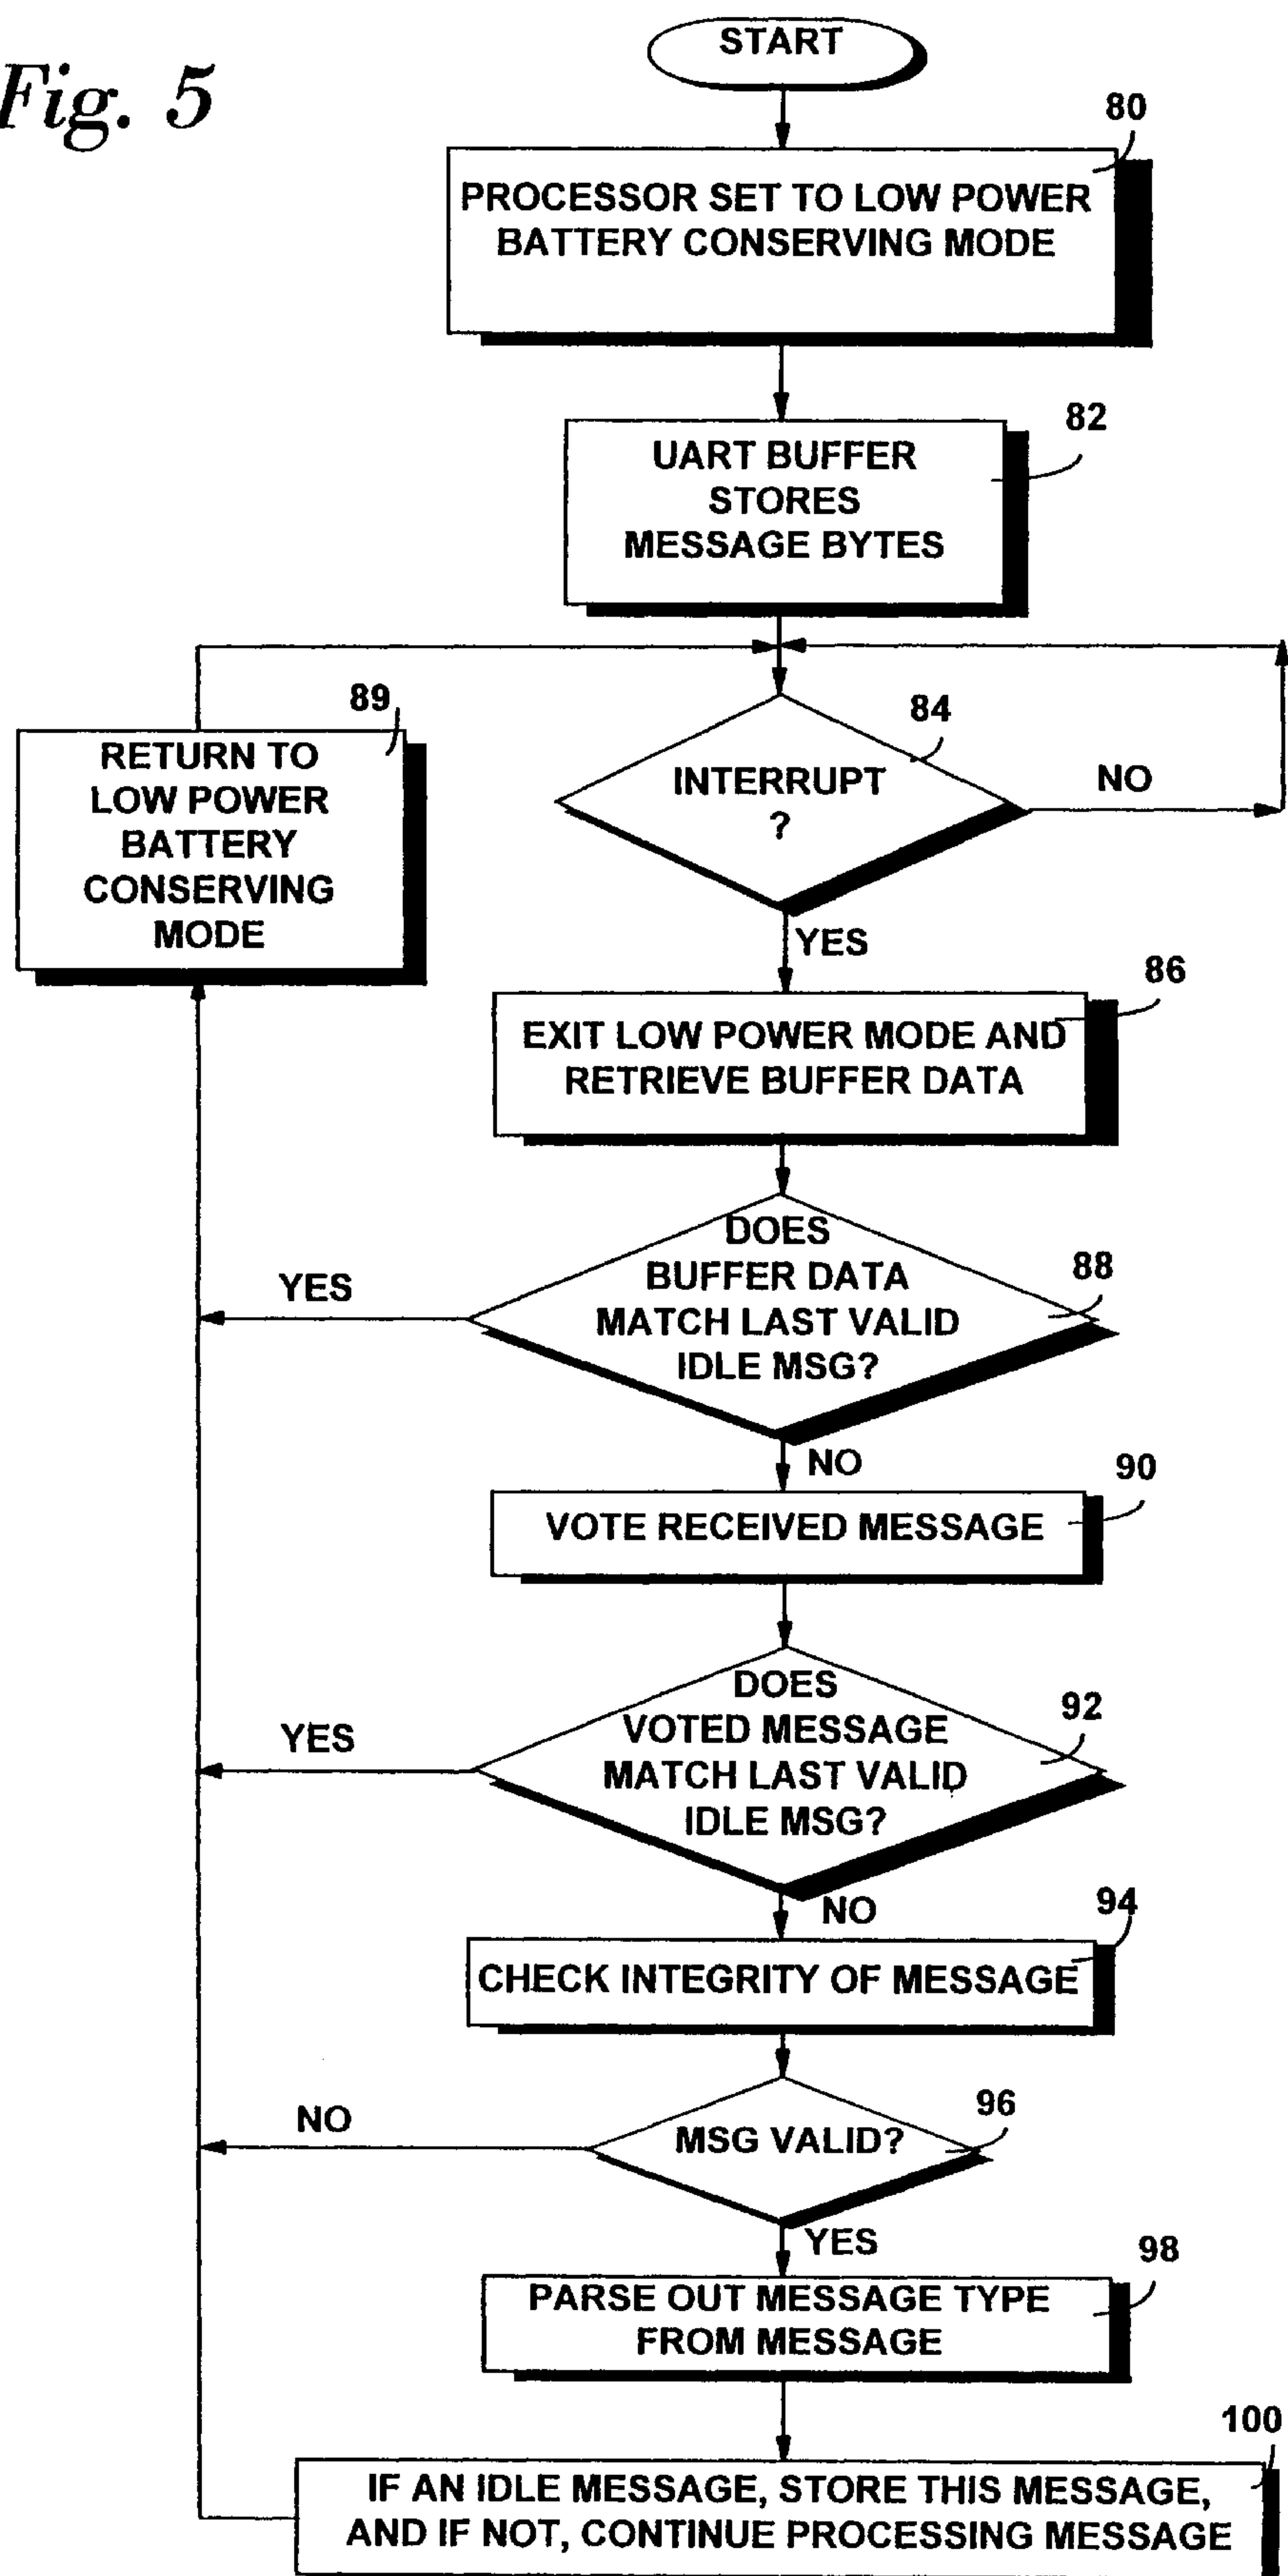 Fig. 5
START
80
PROCESSOR SET TO LOW POWER
BATTERY CONSERVING MODE
82
UART BUFFER
STORES
MESSAGE BYTES
89
RETURN TO
LOW POWER
BATTERY
CONSERVING
MODE
84
INTERRUPT
?
NO
YES
86
EXIT LOW POWER MODE AND
RETRIEVE BUFFER DATA
88
DOES
BUFFER DATA
MATCH LAST VALID
IDLE MSG?
YES
NO
90
VOTE RECEIVED MESSAGE
92
DOES
VOTED MESSAGE
MATCH LAST VALID
IDLE MSG?
YES
NO
94
CHECK INTEGRITY OF MESSAGE
96
MSG VALID?
NO
YES
98
PARSE OUT MESSAGE TYPE
FROM MESSAGE
100
IF AN IDLE MESSAGE, STORE THIS MESSAGE,
AND IF NOT, CONTINUE PROCESSING MESSAGE